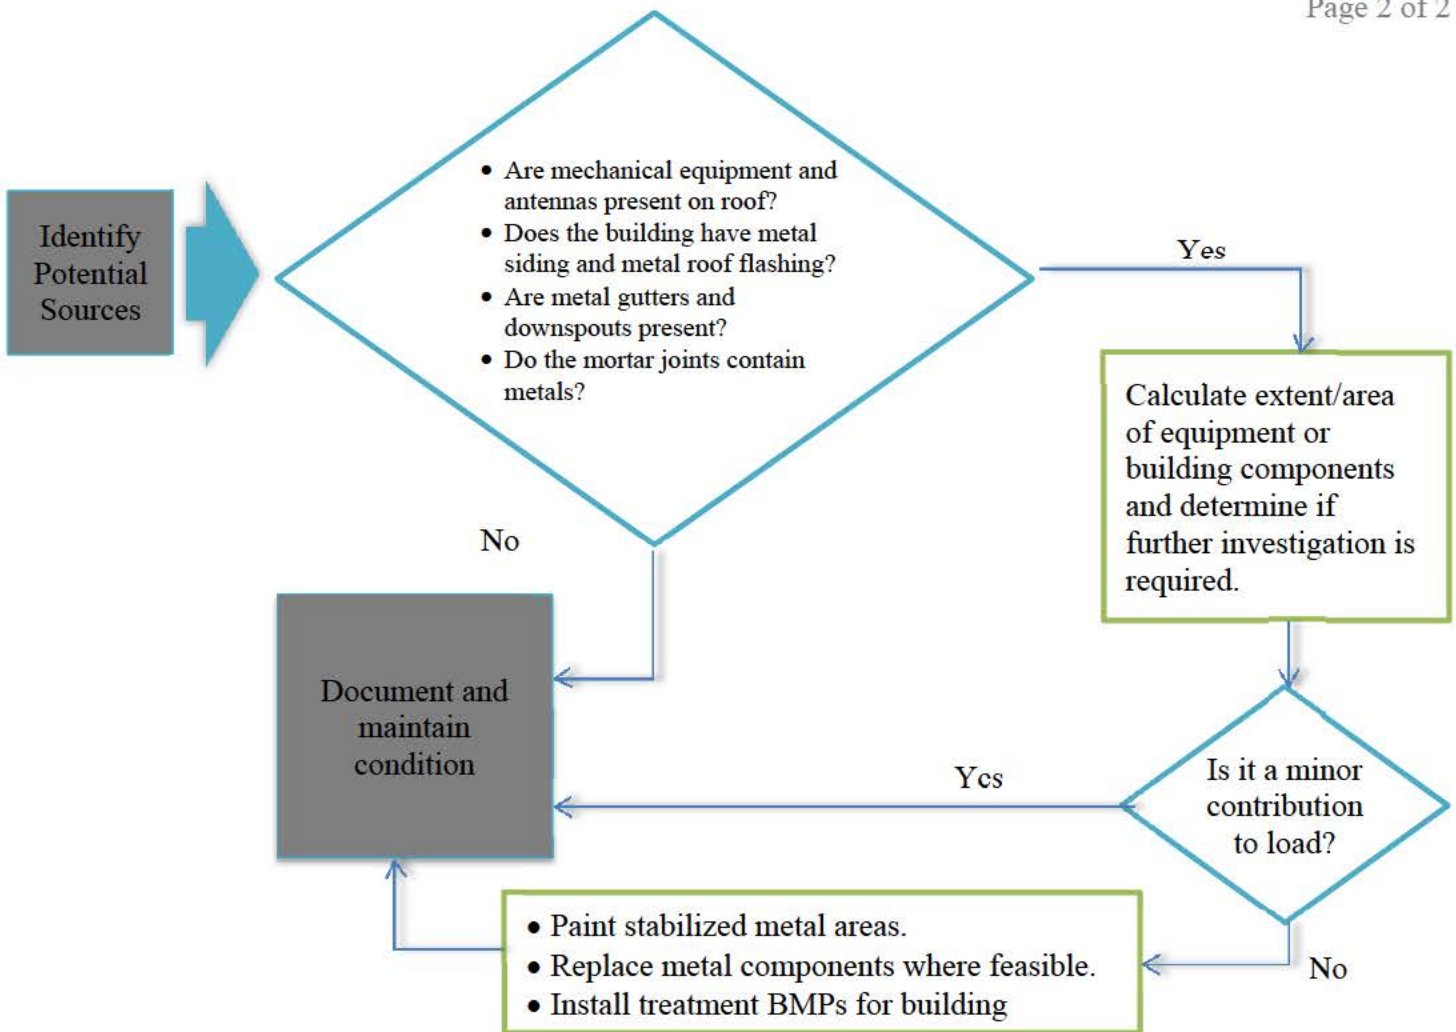 Page 2 of 2
Identify
Potential
Sources
• Are mechanical equipment and
antennas present on roof?
• Does the building have metal
siding and metal roof flashing?
• Are metal gutters and
downspouts present?
• Do the mortar joints contain
metals?
Yes
Calculate extent/area
of equipment or
building components
and determine if
further investigation is
required.
No
Document and
maintain
condition
Yes
Is it a minor
contribution
to load?
• Paint stabilized metal areas.
• Replace metal components where feasible.
• Install treatment BMPs for building
No